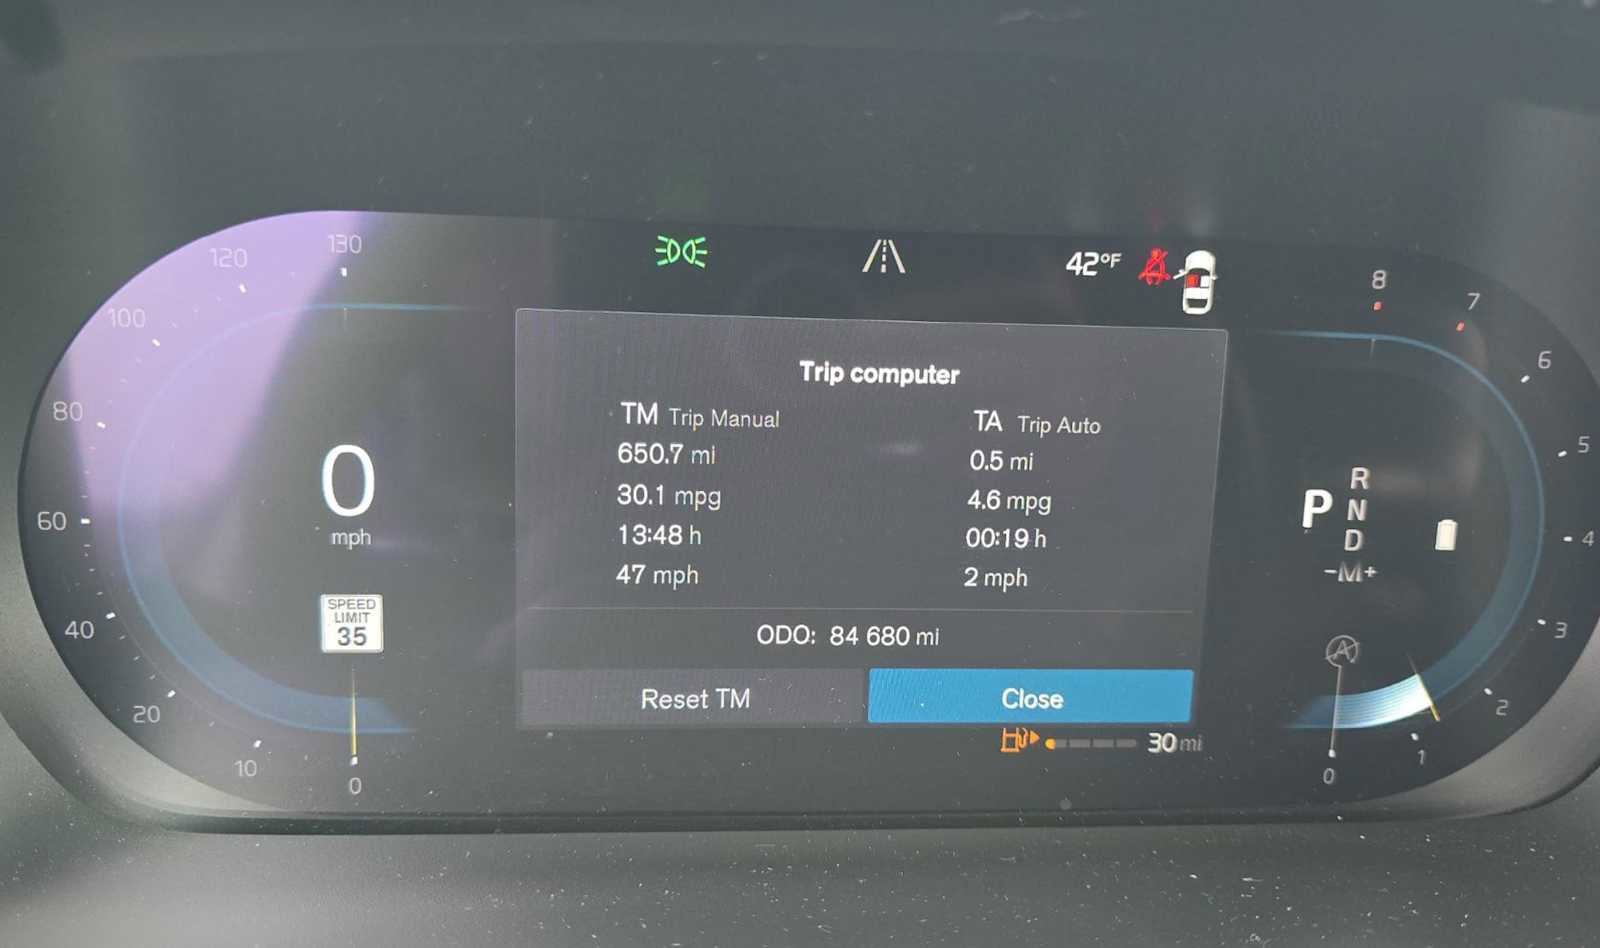 120
130
100
80
60
40
20
10
0
0
mph
SPEED
LIMIT
35
42°F
Trip computer
TM Trip Manual
650.7 mi
30.1 mpg
13:48 h
47 mph
TA Trip Auto
0.5 mi
4.6 mpg
00:19 h
2 mph
ODO: 84 680 mi
Reset TM
Close
30 mi
8
7
6
5
4
3
2
1
0
R
P N
D
-M+
A